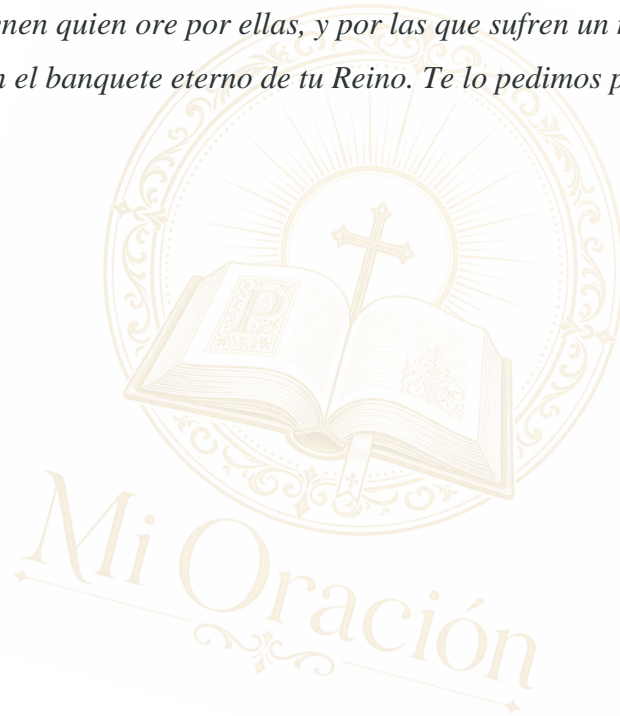 enen quien ore por ellas, y por las que sufren un
n el banquete eterno de tu Reino. Te lo pedimos
Mi Oración